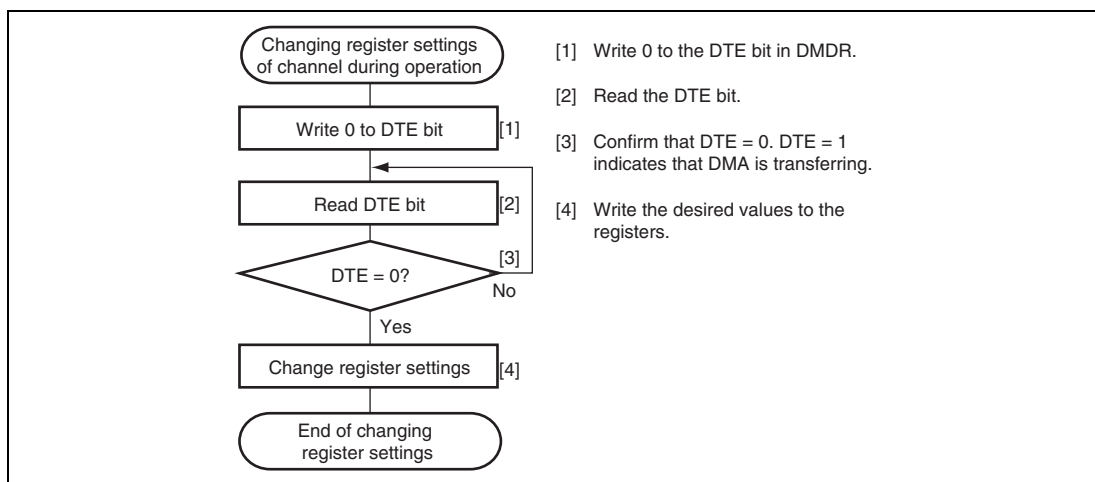 Changing register settings
of channel during operation
Write 0 to DTE bit
[1]
Read DTE bit
[2]
DTE = 0?
[3]
No
Yes
Change register settings
[4]
End of changing
register settings
[1] Write 0 to the DTE bit in DMDR.
[2] Read the DTE bit.
[3] Confirm that DTE = 0. DTE = 1
indicates that DMA is transferring.
[4] Write the desired values to the
registers.